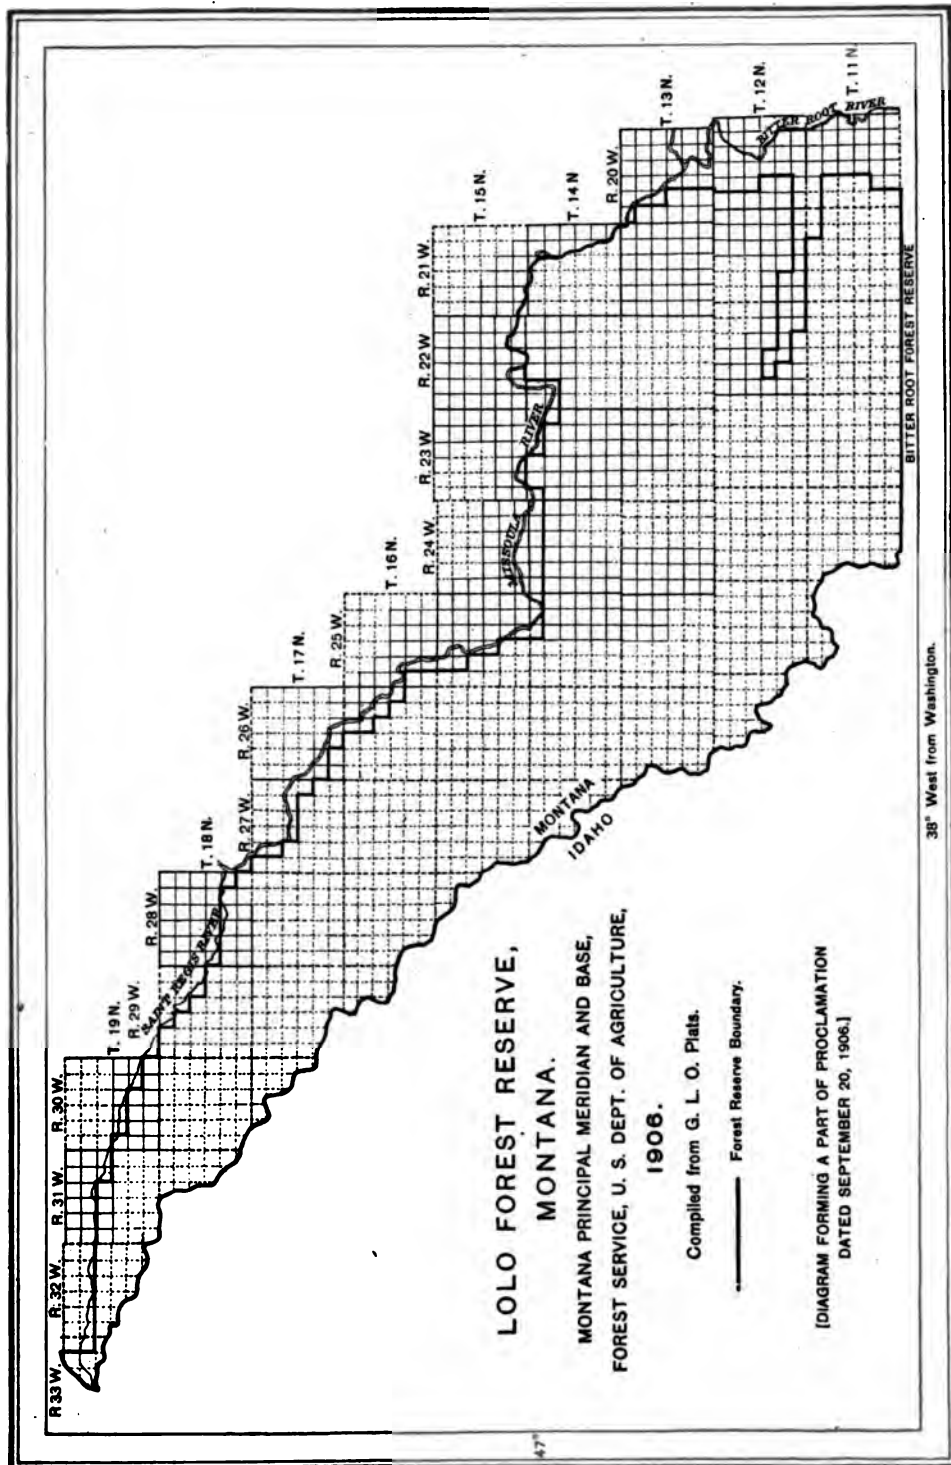 R 33 W.
R. 32 W.
R. 31 W.
R. 30 W.
T. 19 N.
R. 29 W.
SAINT REGIS RIVER
R. 28 W.
T. 18 N.
R. 27 W.
R. 26 W.
T. 17 N.
R. 25 W.
T. 16 N.
R. 24 W.
MISSOULA
RIVER
R. 23 W.
R. 22 W.
R. 21 W.
T. 15 N.
T. 14 N
R. 20 W.
T. 13 N.
T. 12 N.
BITTER ROOT RIVER
T. 11 N.
MONTANA
IDAHO
BITTER ROOT FOREST RESERVE
47°
38° West from Washington.
LOLO FOREST RESERVE,
MONTANA.
MONTANA PRINCIPAL MERIDIAN AND BASE,
FOREST SERVICE, U. S. DEPT. OF AGRICULTURE,
1906.
Compiled from G. L. O. Plats.
Forest Reserve Boundary.
[DIAGRAM FORMING A PART OF PROCLAMATION
DATED SEPTEMBER 20, 1906.]